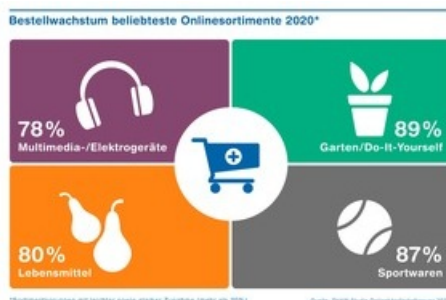 Bestellwachstum beliebteste Onlinesortimente 2020*
78%
Multimedia-/Elektrogeräte
89%
Garten/Do-It-Yourself
80%
Lebensmittel
87%
Sportwaren